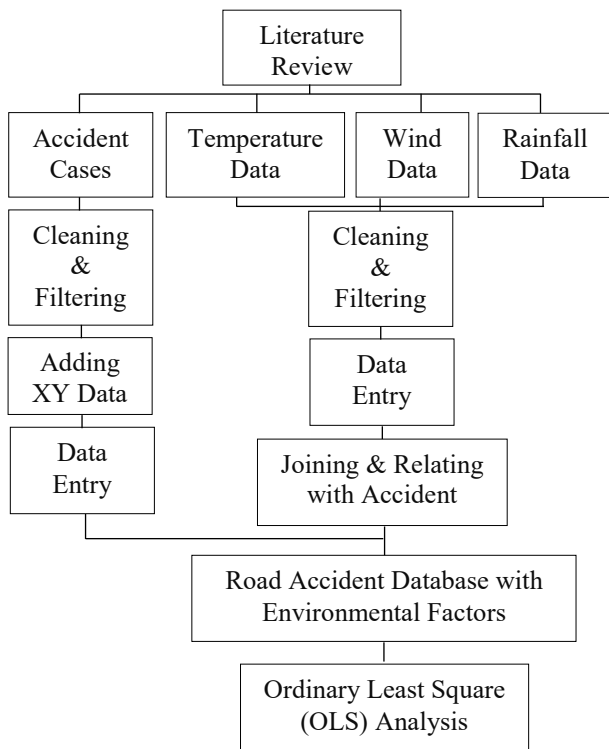 Literature
Review
Accident
Cases
Temperature
Data
Wind
Data
Rainfall
Data
Cleaning
&
Filtering
Cleaning
&
Filtering
Adding
XY Data
Data
Entry
Data
Entry
Joining & Relating
with Accident
Road Accident Database with
Environmental Factors
Ordinary Least Square
(OLS) Analysis